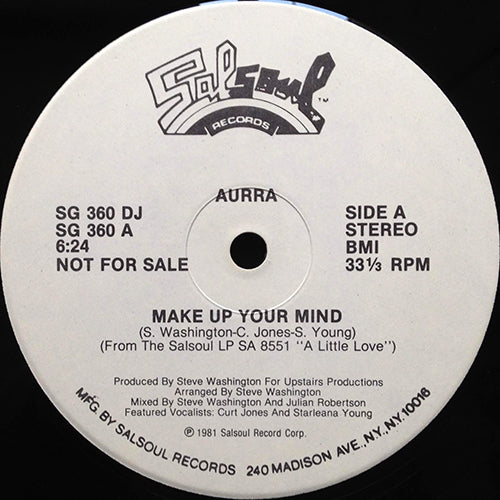 Salsoul™
RECORDS
AURRA
SG 360 DJ
SG 360 A
6:24
NOT FOR SALE
SIDE A
STEREO
BMI
33⅓ RPM
MAKE UP YOUR MIND
(S. Washington-C. Jones-S. Young)
(From The Salsoul LP SA 8551 "A Little Love")
Produced By Steve Washington For Upstairs Productions
Arranged By Steve Washington
Mixed By Steve Washington And Julian Robertson
Featured Vocalists: Curt Jones And Starleana Young
℗ 1981 Salsoul Record Corp.
MFG. BY SALSOUL RECORDS 240 MADISON AVE., NY., NY. 10016